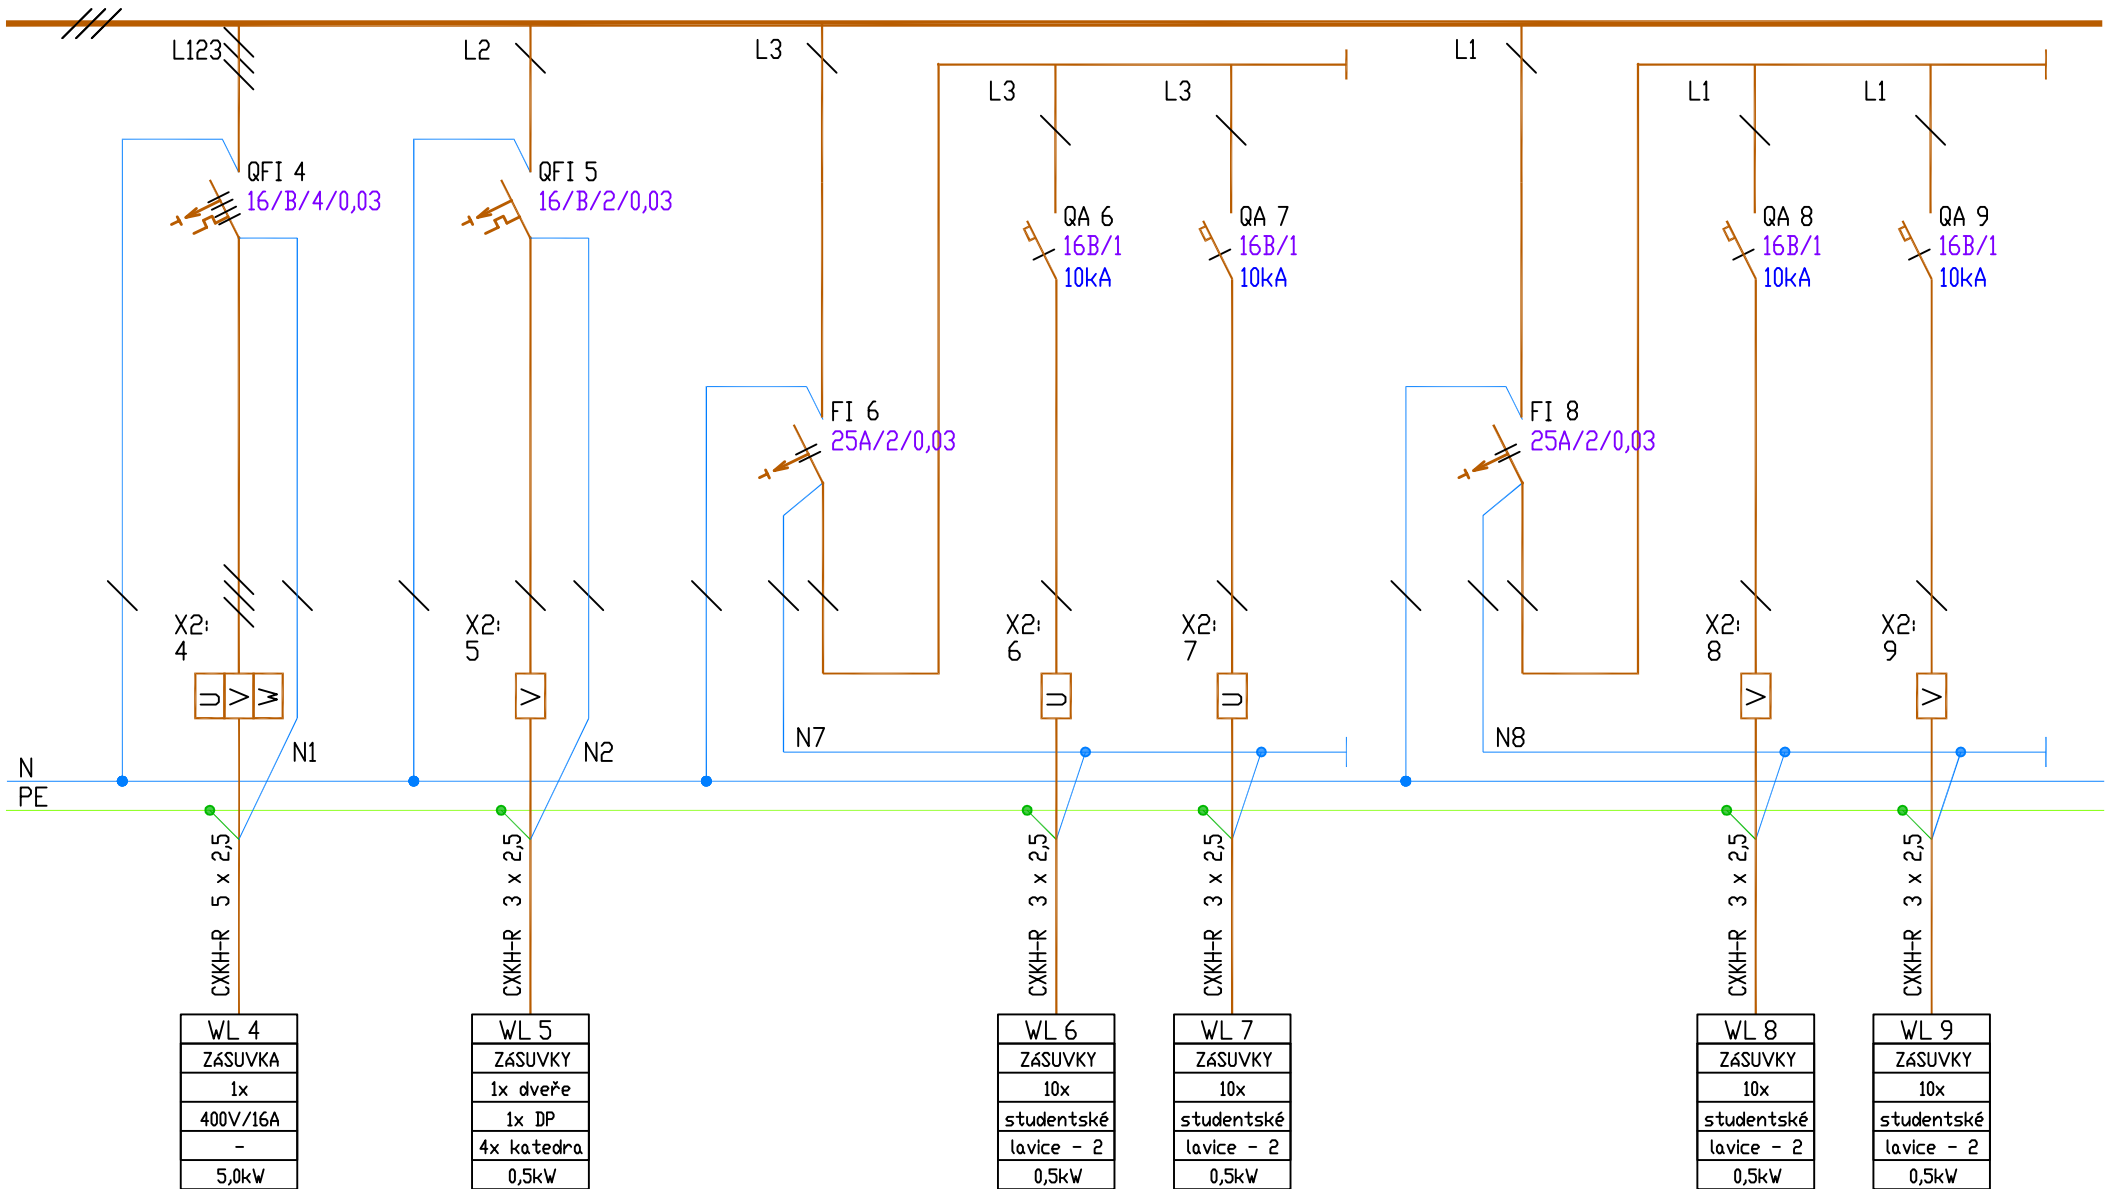 L123
L2
L3
L3
L3
L1
L1
L1
QFI 4
16/B/4/0,03
QFI 5
16/B/2/0,03
QA 6
16B/1
10kA
QA 7
16B/1
10kA
QA 8
16B/1
10kA
QA 9
16B/1
10kA
FI 6
25A/2/0,03
FI 8
25A/2/0,03
X2:
4
X2:
5
X2:
6
X2:
7
X2:
8
X2:
9
U V W
V
U
U
V
V
N1
N2
N7
N8
N
PE
CXKH-R 5 x 2,5
CXKH-R 3 x 2,5
CXKH-R 3 x 2,5
CXKH-R 3 x 2,5
CXKH-R 3 x 2,5
CXKH-R 3 x 2,5
WL 4
ZáSUVKA
1x
400V/16A
-
5,0kW
WL 5
ZáSUVKY
1x dveře
1x DP
4x katedra
0,5kW
WL 6
ZáSUVKY
10x
studentské
lavice - 2
0,5kW
WL 7
ZáSUVKY
10x
studentské
lavice - 2
0,5kW
WL 8
ZáSUVKY
10x
studentské
lavice - 2
0,5kW
WL 9
ZáSUVKY
10x
studentské
lavice - 2
0,5kW